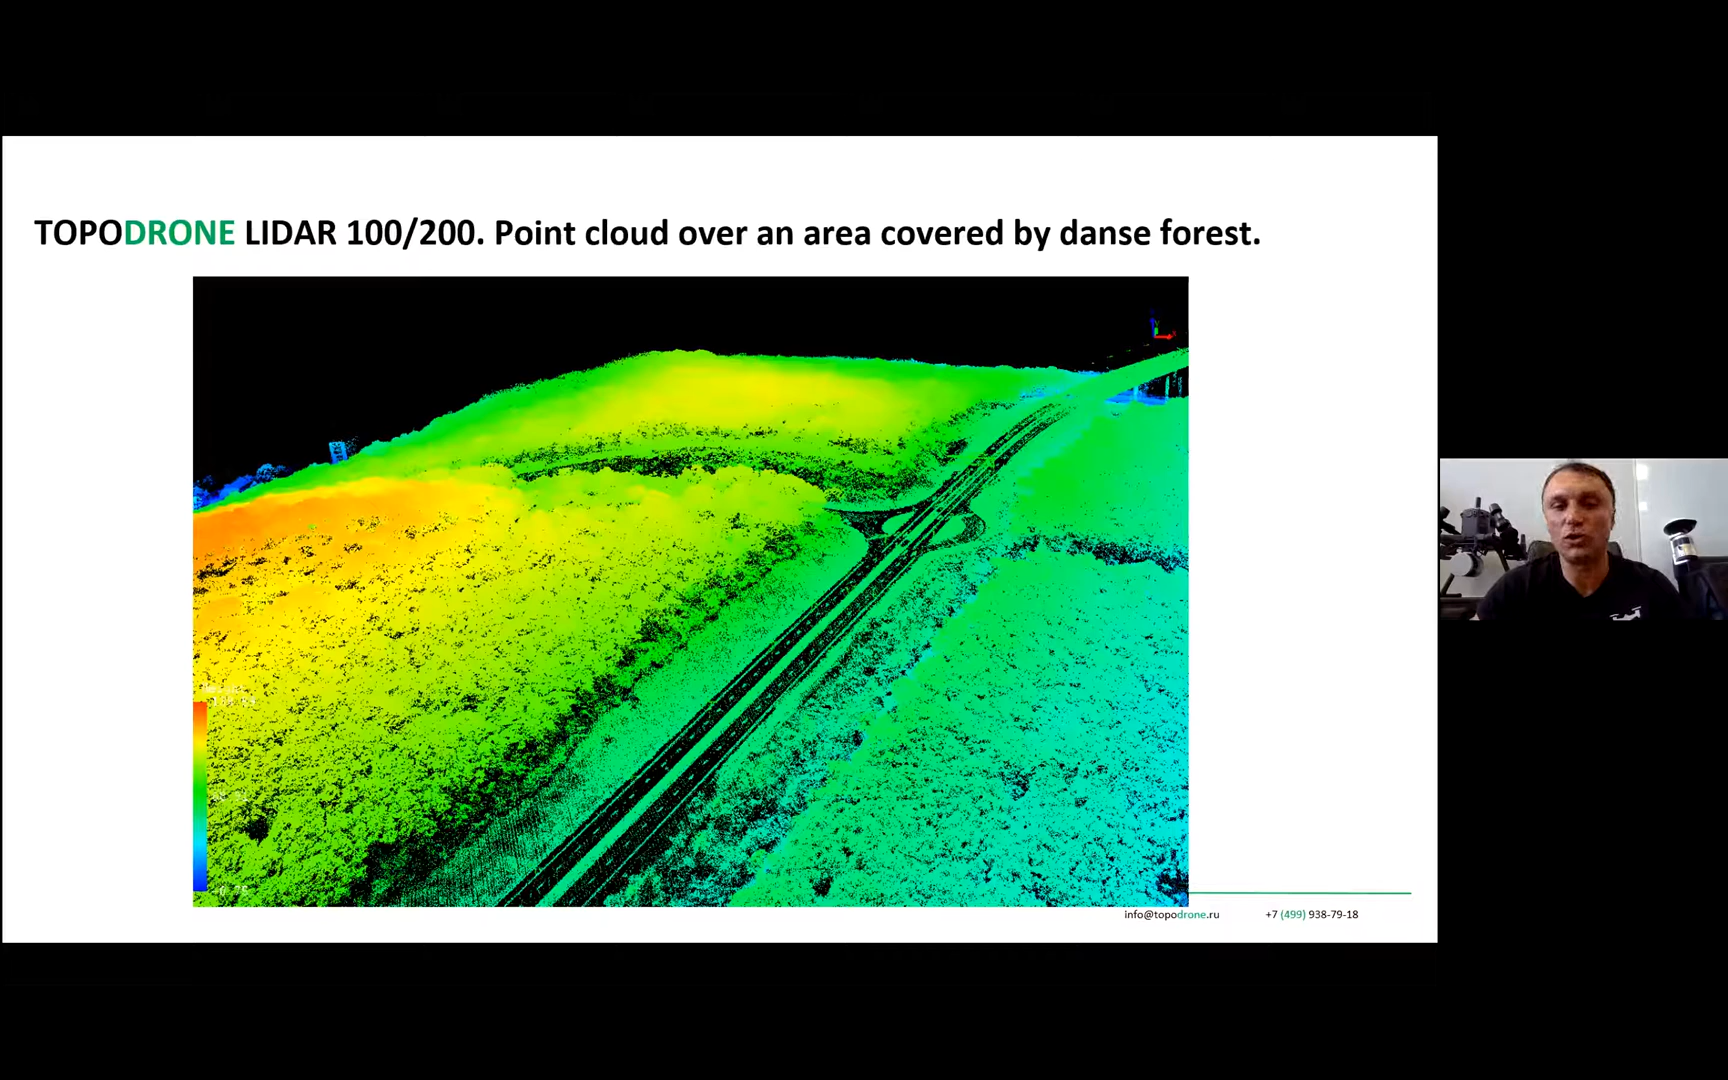 TOPODRONE LIDAR 100/200. Point cloud over an area covered by danse forest.
info@topodrone.ru +7 (499) 938-79-18